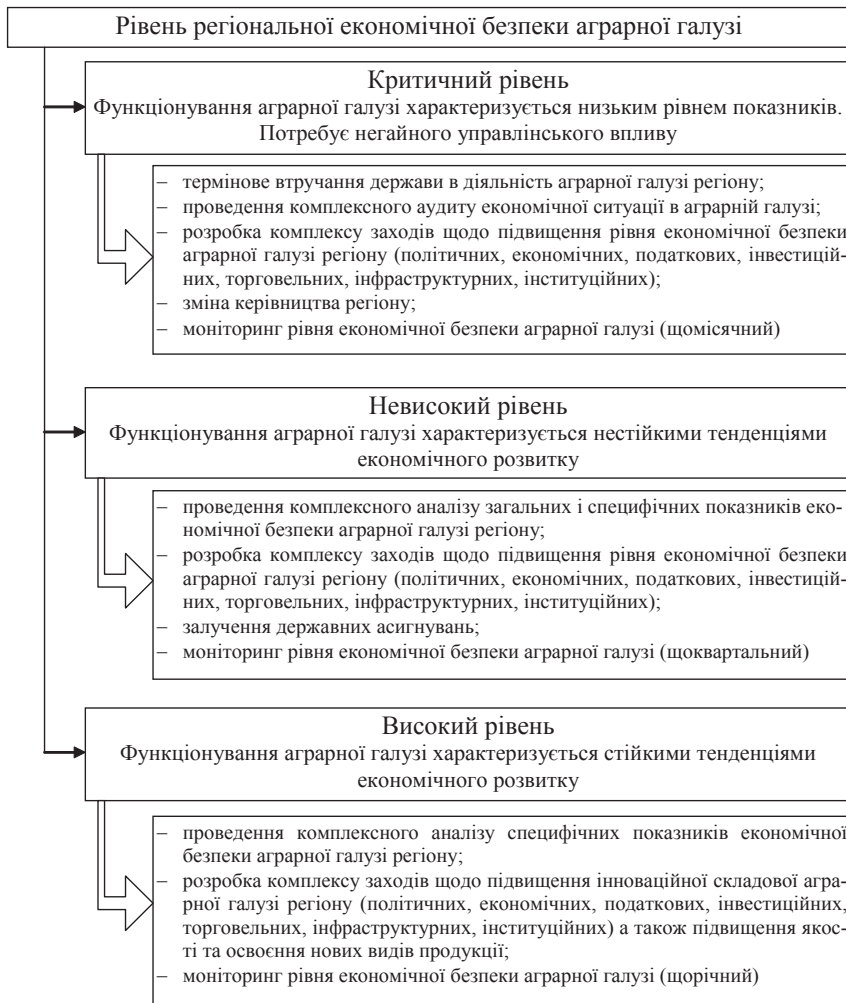 Рівень регіональної економічної безпеки аграрної галузі
Критичний рівень
Функціонування аграрної галузі характеризується низьким рівнем показників.
Потребує негайного управлінського впливу
– термінове втручання держави в діяльність аграрної галузі регіону;
– проведення комплексного аудиту економічної ситуації в аграрній галузі;
– розробка комплексу заходів щодо підвищення рівня економічної безпеки
аграрної галузі регіону (політичних, економічних, податкових, інвестицій-
них, торговельних, інфраструктурних, інституційних);
– зміна керівництва регіону;
– моніторинг рівня економічної безпеки аграрної галузі (щомісячний)
Невисокий рівень
Функціонування аграрної галузі характеризується нестійкими тенденціями
економічного розвитку
– проведення комплексного аналізу загальних і специфічних показників еко-
номічної безпеки аграрної галузі регіону;
– розробка комплексу заходів щодо підвищення рівня економічної безпеки
аграрної галузі регіону (політичних, економічних, податкових, інвестицій-
них, торговельних, інфраструктурних, інституційних);
– залучення державних асигнувань;
– моніторинг рівня економічної безпеки аграрної галузі (щоквартальний)
Високий рівень
Функціонування аграрної галузі характеризується стійкими тенденціями
економічного розвитку
– проведення комплексного аналізу специфічних показників економічної
безпеки аграрної галузі регіону;
– розробка комплексу заходів щодо підвищення інноваційної складової агра-
рної галузі регіону (політичних, економічних, податкових, інвестиційних,
торговельних, інфраструктурних, інституційних) а також підвищення якос-
ті та освоєння нових видів продукції;
– моніторинг рівня економічної безпеки аграрної галузі (щорічний)